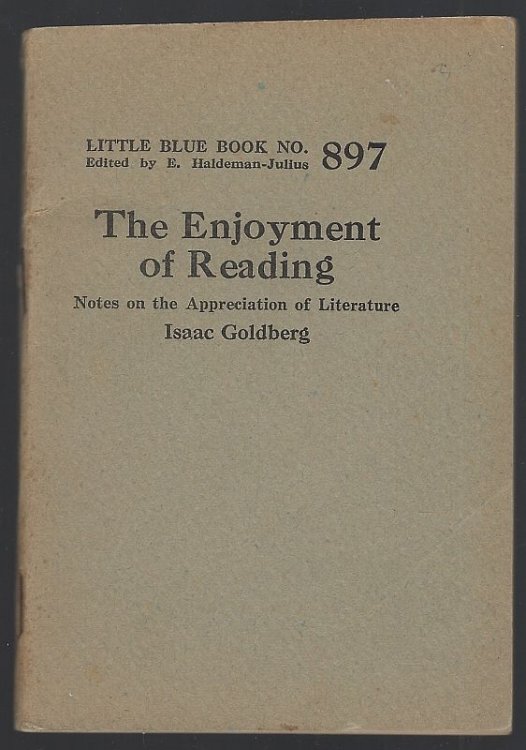 LITTLE BLUE BOOK NO. 897
Edited by E. Haldeman-Julius
The Enjoyment
of Reading
Notes on the Appreciation of Literature
Isaac Goldberg